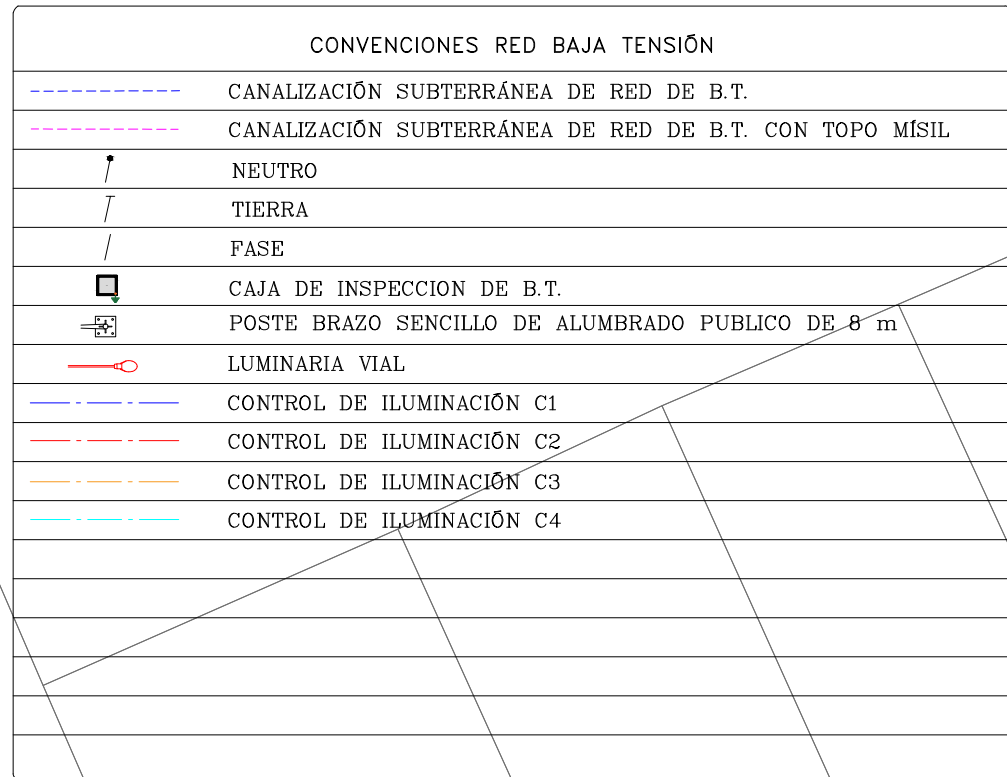 CONVENCIONES RED BAJA TENSIÓN
CANALIZACIÓN SUBTERRÁNEA DE RED DE B.T.
CANALIZACIÓN SUBTERRÁNEA DE RED DE B.T. CON TOPO MÍSIL
NEUTRO
TIERRA
FASE
CAJA DE INSPECCION DE B.T.
POSTE BRAZO SENCILLO DE ALUMBRADO PUBLICO DE 8 m
LUMINARIA VIAL
CONTROL DE ILUMINACIÓN C1
CONTROL DE ILUMINACIÓN C2
CONTROL DE ILUMINACIÓN C3
CONTROL DE ILUMINACIÓN C4